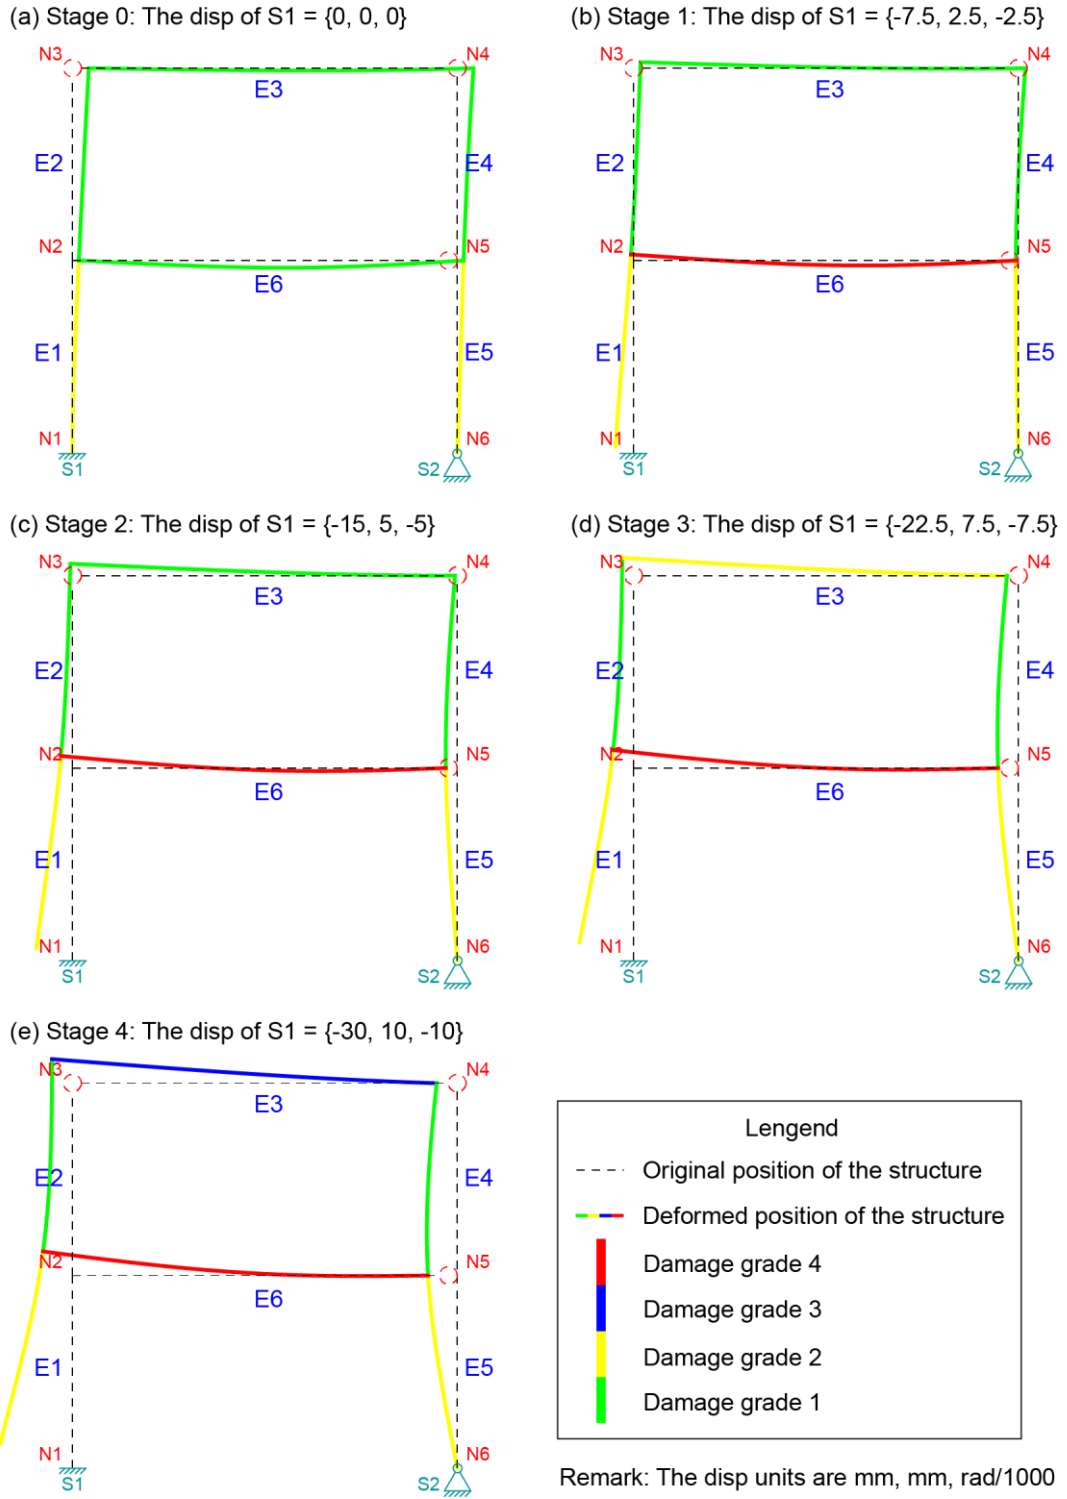 (a) Stage 0: The disp of S1 = {0, 0, 0}
N3
N4
E3
E2
E4
N2
N5
E6
E1
E5
N1
N6
S1
S2
(b) Stage 1: The disp of S1 = {-7.5, 2.5, -2.5}
N3
N4
E3
E2
E4
N2
N5
E6
E1
E5
N1
N6
S1
S2
(c) Stage 2: The disp of S1 = {-15, 5, -5}
N3
N4
E3
E2
E4
N2
N5
E6
E1
E5
N1
N6
S1
S2
(d) Stage 3: The disp of S1 = {-22.5, 7.5, -7.5}
N3
N4
E3
E2
E4
N2
N5
E6
E1
E5
N1
N6
S1
S2
(e) Stage 4: The disp of S1 = {-30, 10, -10}
N3
N4
E3
E2
E4
N2
N5
E6
E1
E5
N1
N6
S1
S2
Lengend
Original position of the structure
Deformed position of the structure
Damage grade 4
Damage grade 3
Damage grade 2
Damage grade 1
Remark: The disp units are mm, mm, rad/1000